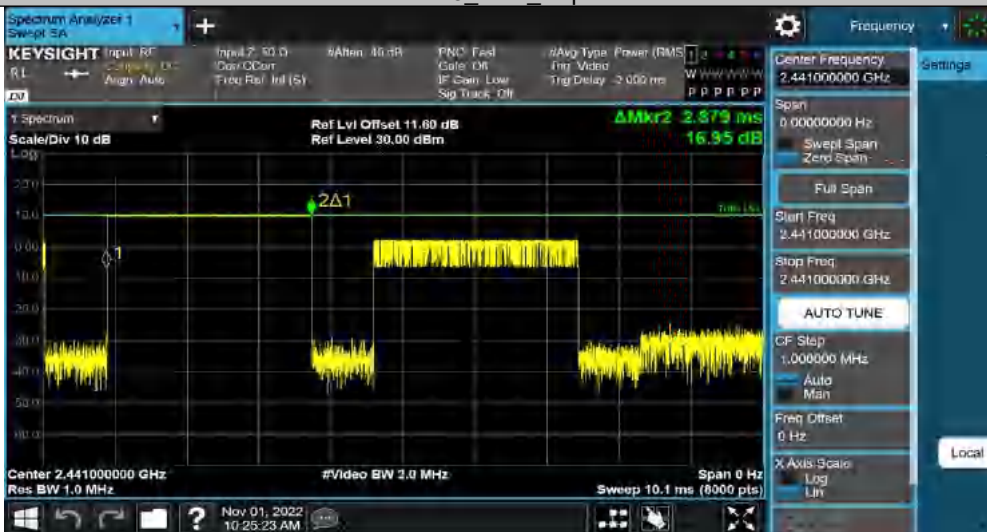 Spectrum Analyzer 1
Swept SA
+
Frequency
KEYSIGHT
Input: RF
RL
Align: Auto
Input Z: 50 Ω
Corr CCorr
Freq Ref: Int (S)
#Atten: 40 dB
PNO: Fast
Gate: Off
IF Gain: Low
Sig Track: Off
#Avg Type: Power (RMS
Trig: Video
Trig Delay: -2.000 ms
W W W W W W
P P P P P P
1 Spectrum
Scale/Div 10 dB
Log
Ref Lvl Offset 11.60 dB
Ref Level 30.00 dBm
ΔMkr2 2.879 ms
16.95 dB
2Δ1
1
Center 2.441000000 GHz
Res BW 1.0 MHz
#Video BW 3.0 MHz
Span 0 Hz
Sweep 10.1 ms (8000 pts)
Center Frequency
2.441000000 GHz
Settings
Span
0.00000000 Hz
Swept Span
Zero Span
Full Span
Start Freq
2.441000000 GHz
Stop Freq
2.441000000 GHz
AUTO TUNE
CF Step
1.000000 MHz
Auto
Man
Freq Offset
0 Hz
X Axis Scale
Log
Lin
Local
?
Nov 01, 2022
10:25:23 AM